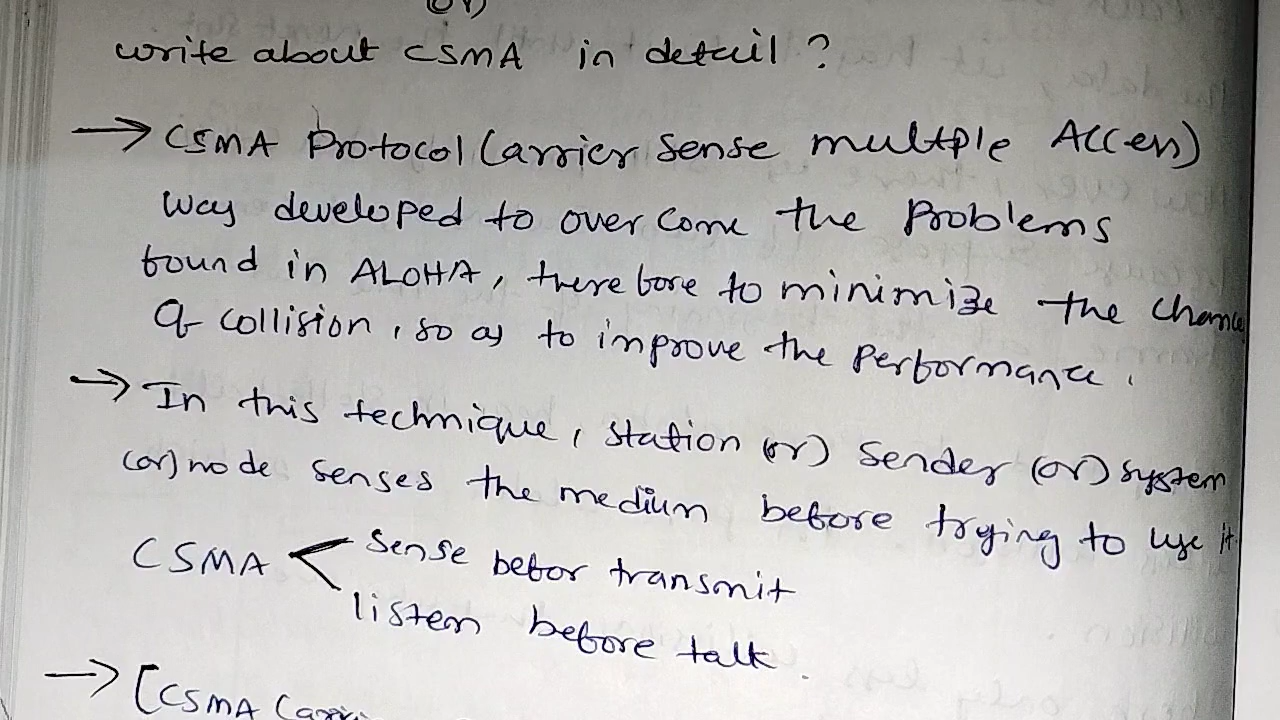 (or)
write about CSMA in detail ?
→ CSMA Protocol (Carrier Sense multple Access)
was developed to over come the Problems
found in ALOHA, therefore to minimize the chance
of collision, so as to improve the performance.
→ In this technique, station (or) Sender (or) system
(or) node senses the medium before trying to use it.
CSMA < Sense befor transmit
listen before talk.
→ [CSMA (Carrier